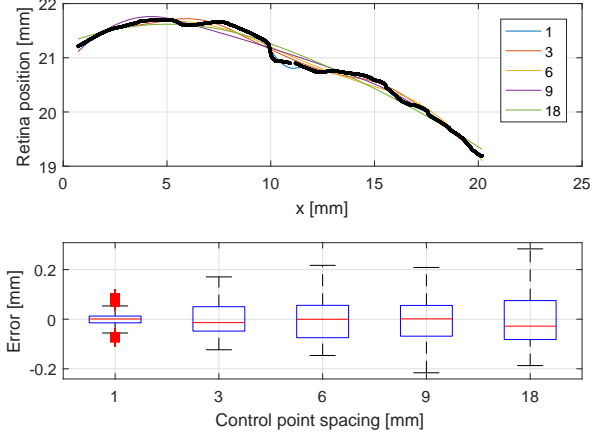 22
21
20
19
Retina position [mm]
0 5 10 15 20 25
x [mm]
1
3
6
9
18
0.2
0
-0.2
Error [mm]
1 3 6 9 18
Control point spacing [mm]